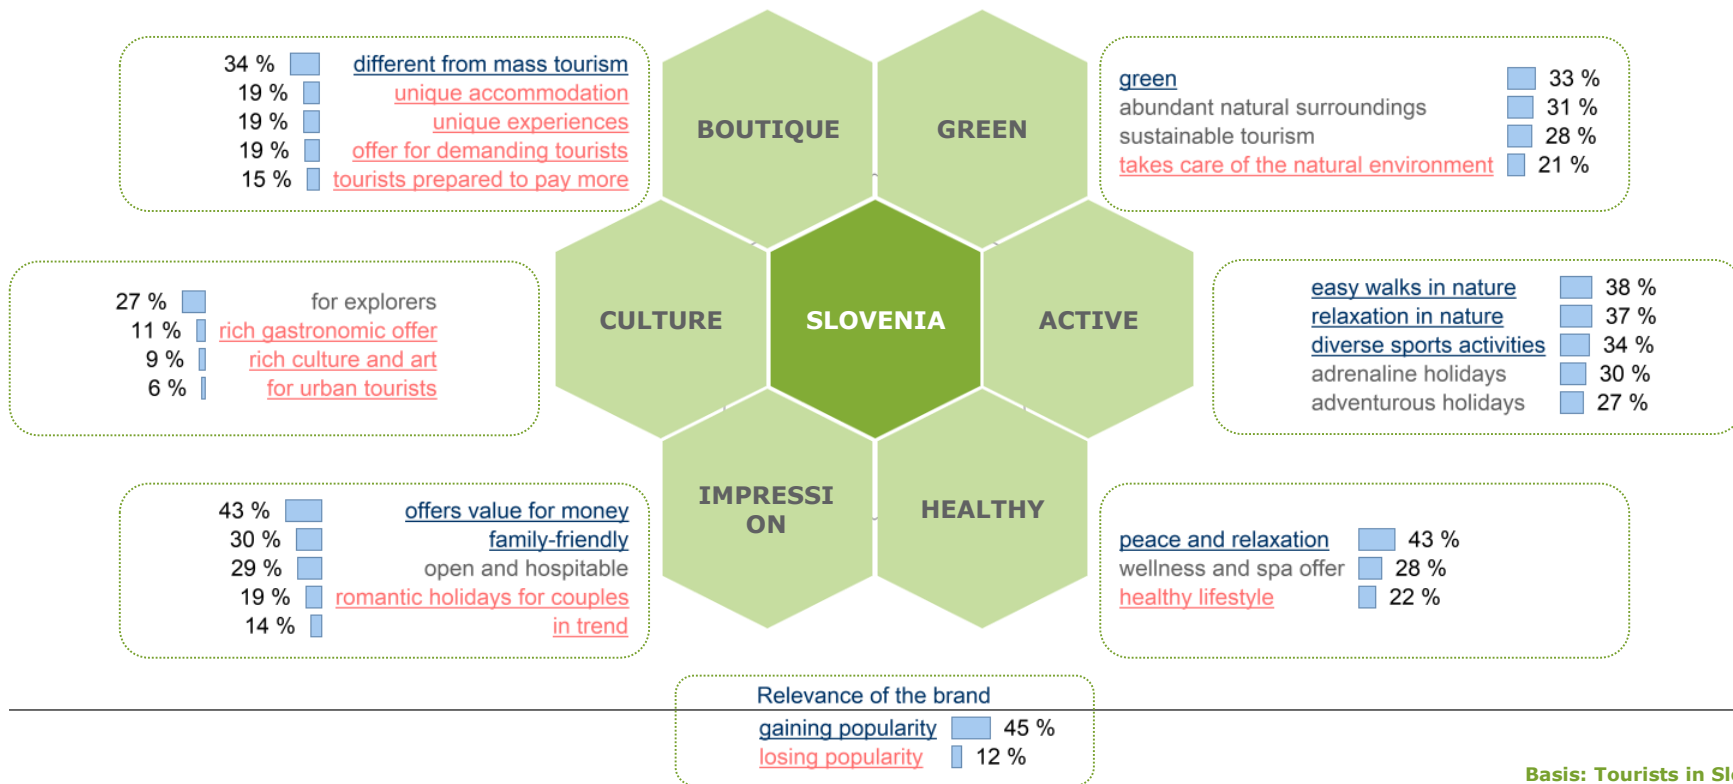 34 % different from mass tourism
19 % unique accommodation
19 % unique experiences
19 % offer for demanding tourists
15 % tourists prepared to pay more
BOUTIQUE
GREEN
green 33 %
abundant natural surroundings 31 %
sustainable tourism 28 %
takes care of the natural environment 21 %
27 % for explorers
11 % rich gastronomic offer
9 % rich culture and art
6 % for urban tourists
CULTURE
SLOVENIA
ACTIVE
easy walks in nature 38 %
relaxation in nature 37 %
diverse sports activities 34 %
adrenaline holidays 30 %
adventurous holidays 27 %
43 % offers value for money
30 % family-friendly
29 % open and hospitable
19 % romantic holidays for couples
14 % in trend
IMPRESSI
ON
HEALTHY
peace and relaxation 43 %
wellness and spa offer 28 %
healthy lifestyle 22 %
Relevance of the brand
gaining popularity 45 %
losing popularity 12 %
Basis: Tourists in